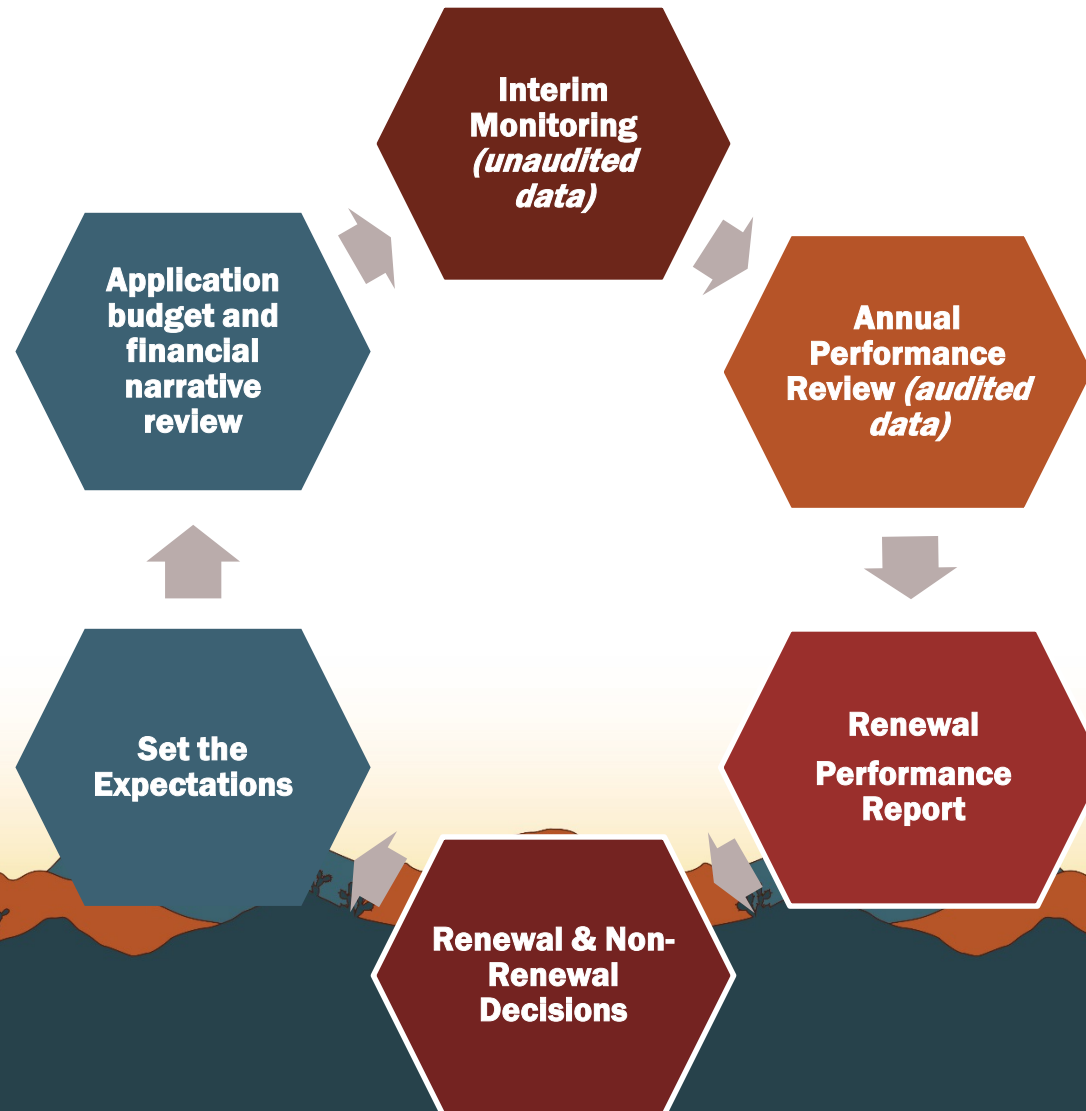 Interim
Monitoring
(unaudited
data)
Application
budget and
financial
narrative
review
Annual
Performance
Review (audited
data)
Set the
Expectations
Renewal
Performance
Report
Renewal & Non-
Renewal
Decisions